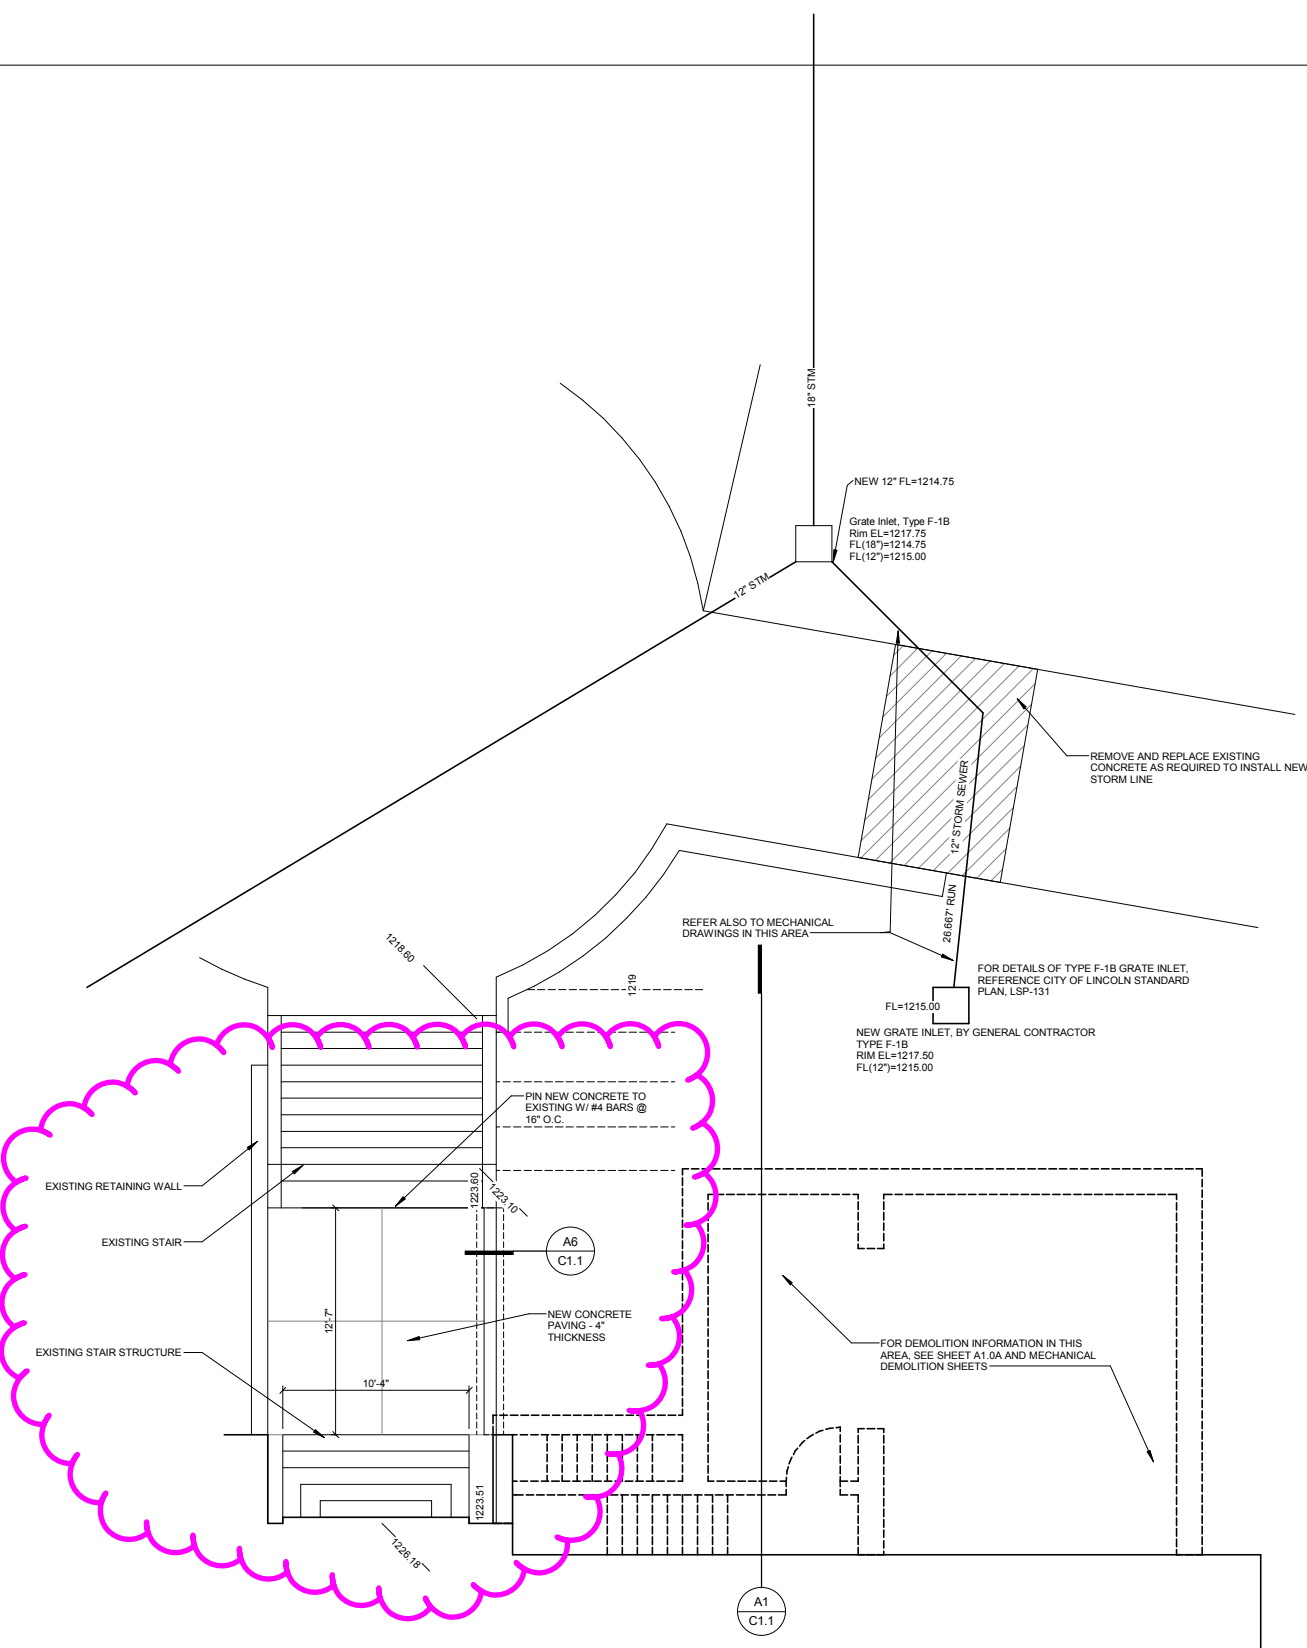 18" STM
NEW 12" FL=1214.75
Grate Inlet, Type F-1B
Rim EL=1217.75
FL(18")=1214.75
FL(12")=1215.00
12" STM
REMOVE AND REPLACE EXISTING
CONCRETE AS REQUIRED TO INSTALL NEW
STORM LINE
12" STORM SEWER
26.667' RUN
REFER ALSO TO MECHANICAL
DRAWINGS IN THIS AREA
1218.60
1219
FOR DETAILS OF TYPE F-1B GRATE INLET,
REFERENCE CITY OF LINCOLN STANDARD
PLAN, LSP-131
FL=1215.00
NEW GRATE INLET, BY GENERAL CONTRACTOR
TYPE F-1B
RIM EL=1217.50
FL(12")=1215.00
PIN NEW CONCRETE TO
EXISTING W/ #4 BARS @
16" O.C.
EXISTING RETAINING WALL
1223.60
1223.10
EXISTING STAIR
A6
C1.1
12'-7"
NEW CONCRETE
PAVING - 4"
THICKNESS
EXISTING STAIR STRUCTURE
10'-4"
FOR DEMOLITION INFORMATION IN THIS
AREA, SEE SHEET A1.0A AND MECHANICAL
DEMOLITION SHEETS
1223.51
1226.18
A1
C1.1